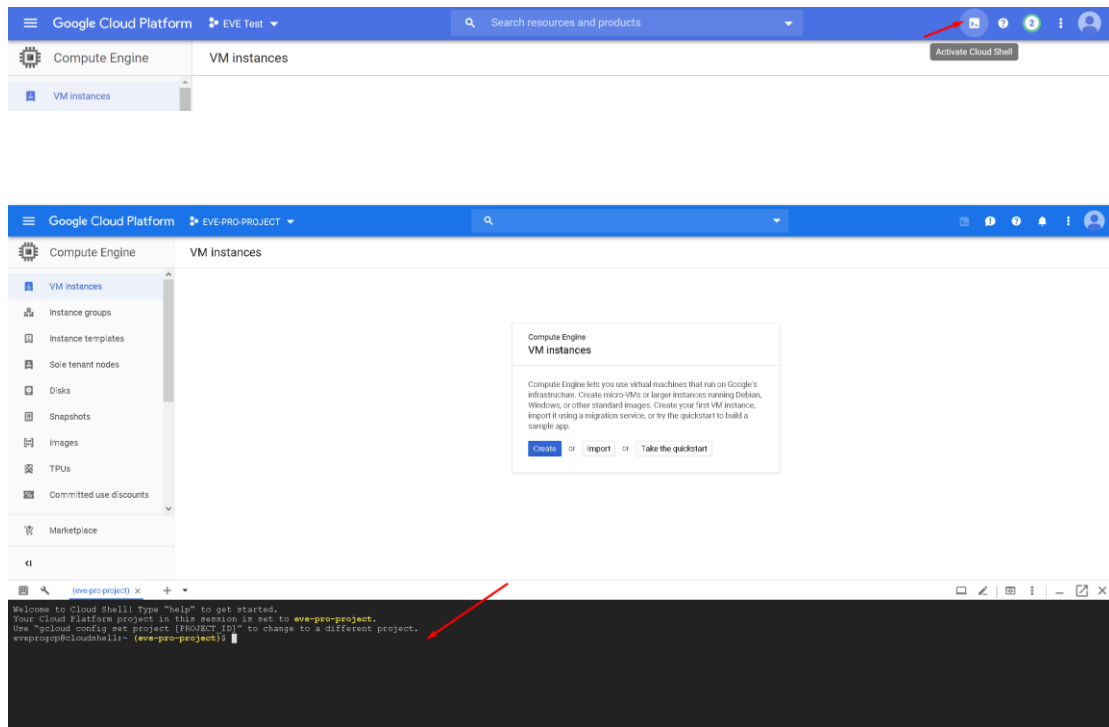 Google Cloud Platform EVE Test Search resources and products 2
Compute Engine VM instances Activate Cloud Shell
VM instances
Google Cloud Platform EVE-PRO-PROJECT
Compute Engine VM instances
VM instances
Instance groups
Instance templates
Sole tenant nodes
Disks
Snapshots
Images
TPUs
Committed use discounts
Marketplace
Compute Engine
VM instances
Compute Engine lets you use virtual machines that run on Google's
infrastructure. Create micro-VMs or larger instances running Debian,
Windows, or other standard images. Create your first VM instance,
import it using a migration service, or try the quickstart to build a
sample app.
Create or Import or Take the quickstart
(eve-pro-project) × +
Welcome to Cloud Shell! Type "help" to get started.
Your Cloud Platform project in this session is set to eve-pro-project.
Use "gcloud config set project [PROJECT_ID]" to change to a different project.
eveprogcp@cloudshell:~ (eve-pro-project)$